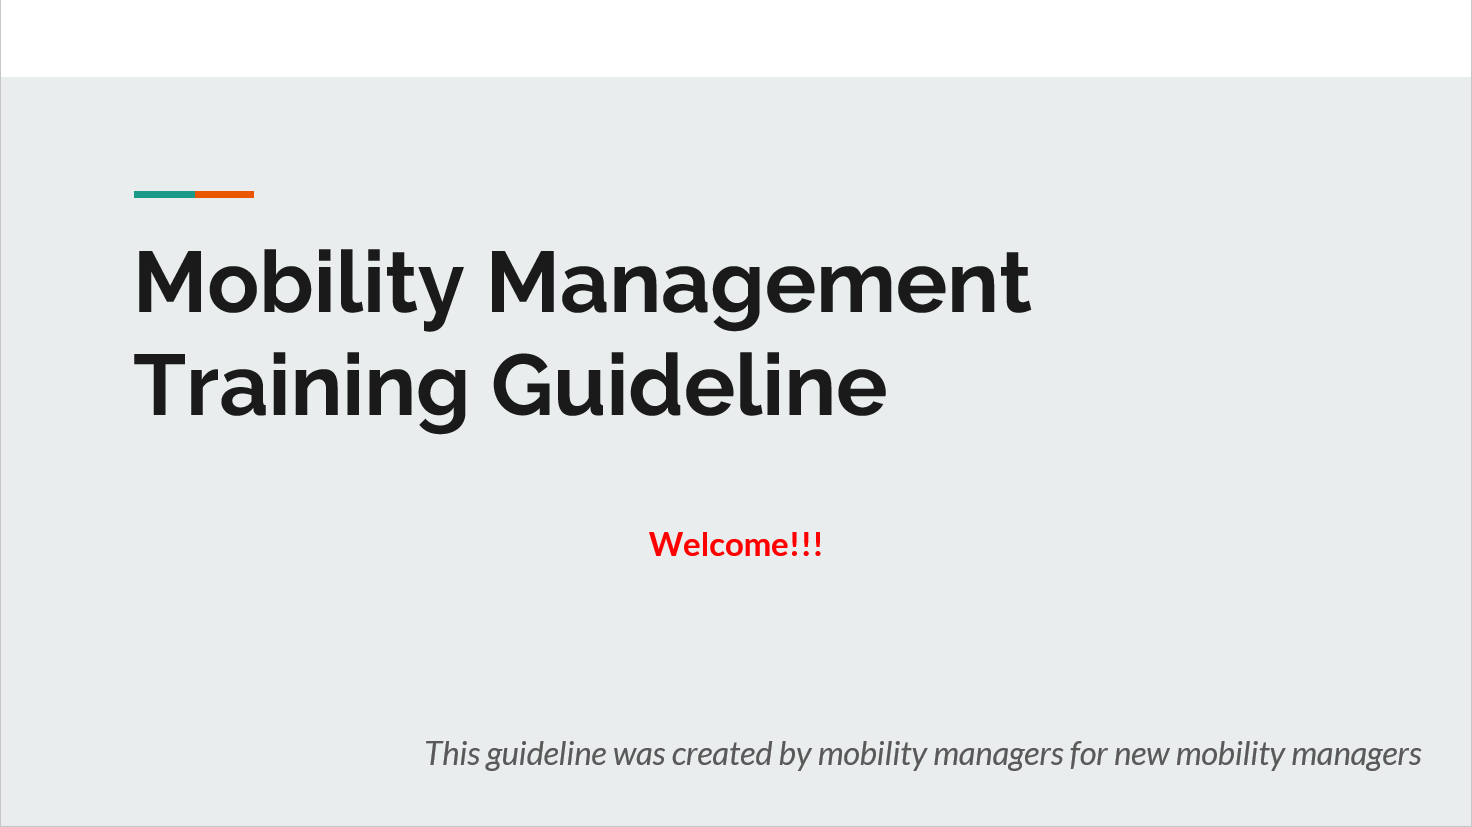 Mobility Management
Training Guideline
Welcome!!!
This guideline was created by mobility managers for new mobility managers